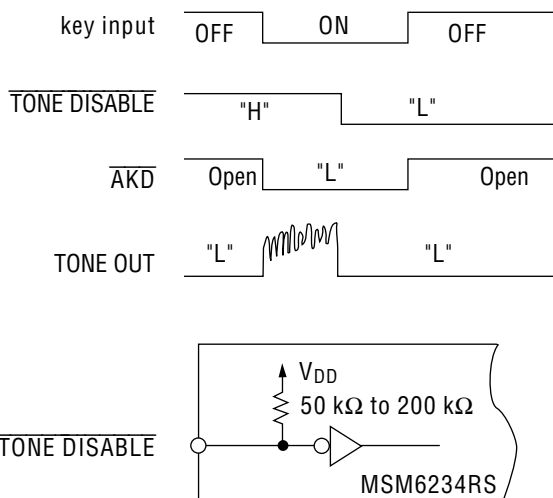 key input OFF ON OFF
TONE DISABLE "H" "L"
AKD Open "L" Open
TONE OUT "L" "L"
VDD
50 kΩ to 200 kΩ
TONE DISABLE
MSM6234RS